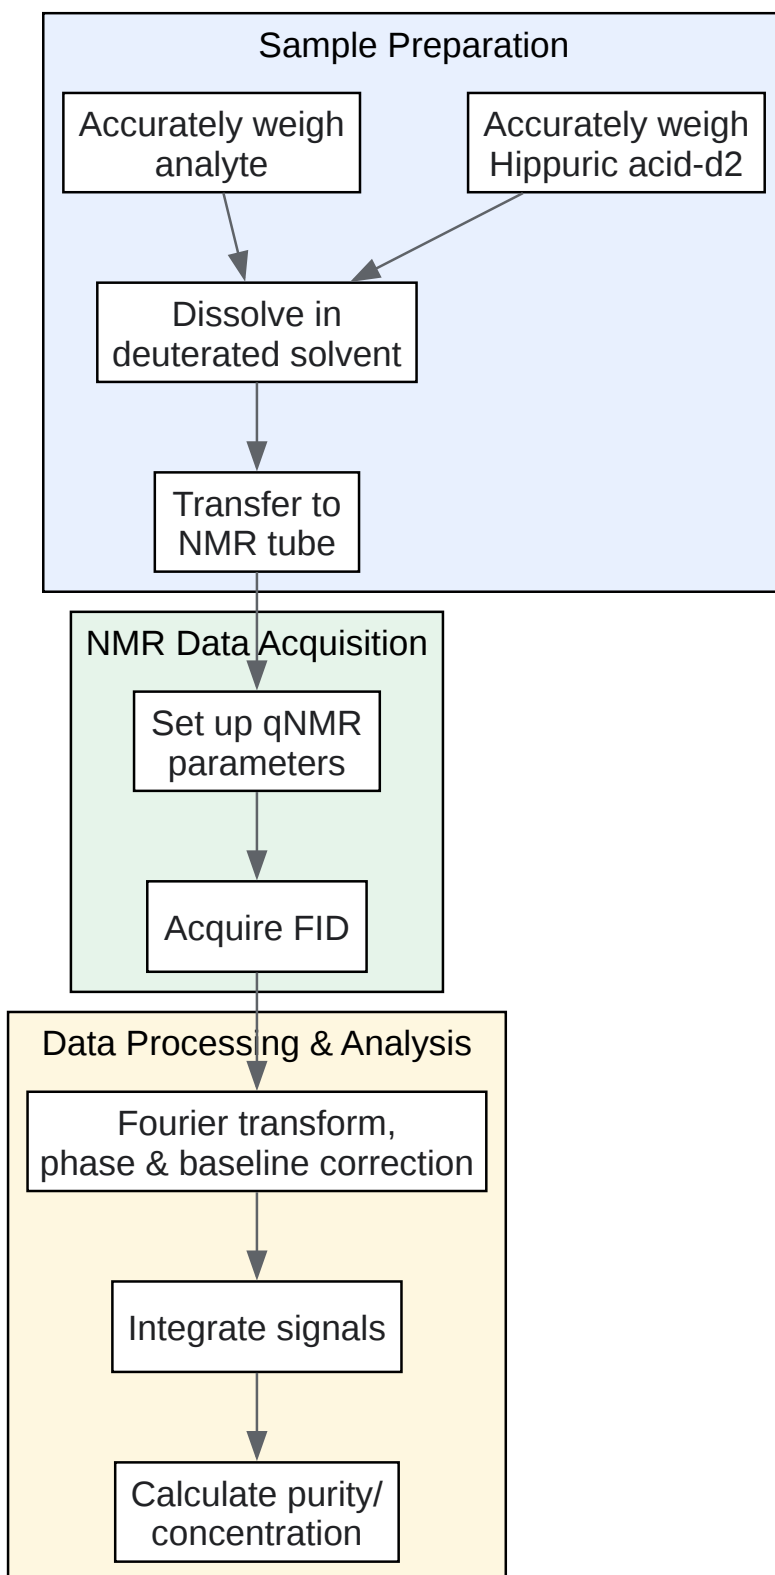 Sample Preparation
Accurately weigh
analyte
Accurately weigh
Hippuric acid-d2
Dissolve in
deuterated solvent
Transfer to
NMR tube
NMR Data Acquisition
Set up qNMR
parameters
Acquire FID
Data Processing & Analysis
Fourier transform,
phase & baseline correction
Integrate signals
Calculate purity/
concentration